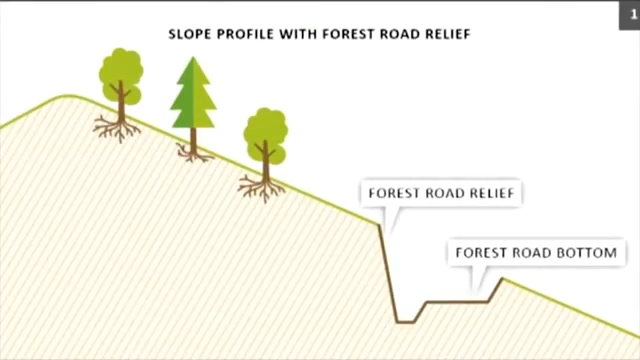 1
SLOPE PROFILE WITH FOREST ROAD RELIEF
FOREST ROAD RELIEF
FOREST ROAD BOTTOM